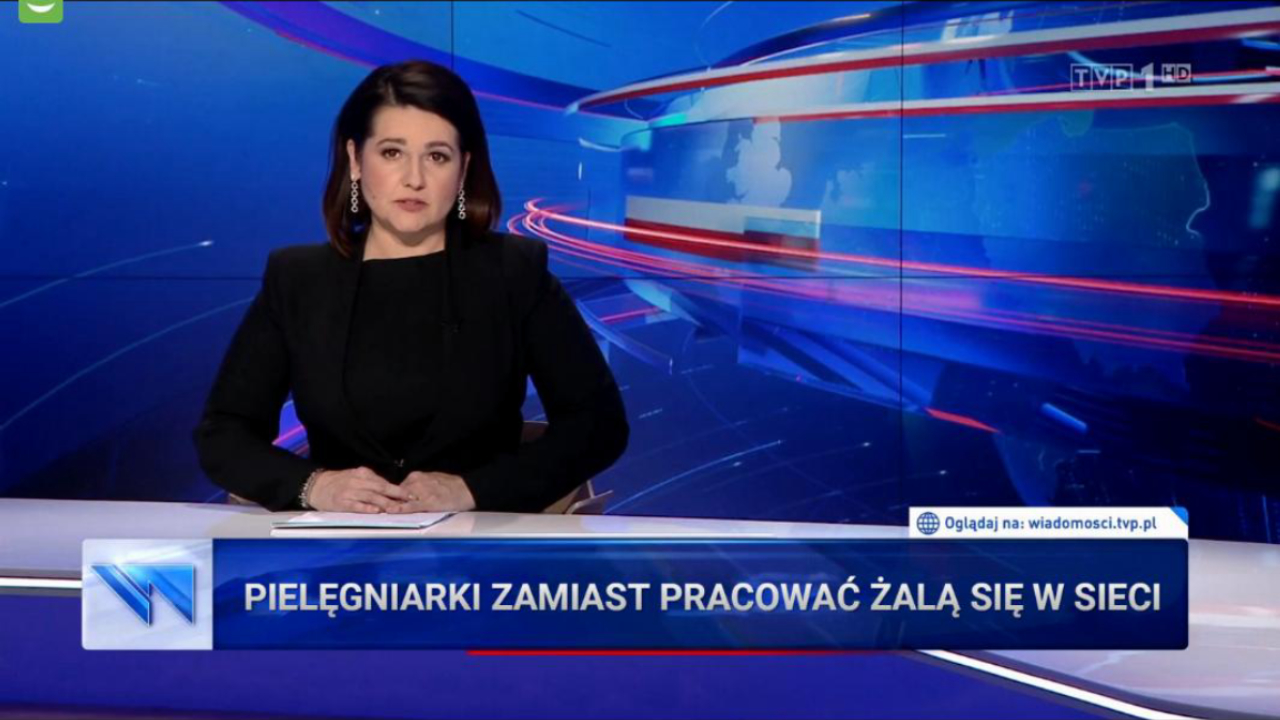 TVP1 HD
Oglądaj na: wiadomosci.tvp.pl
PIELĘGNIARKI ZAMIAST PRACOWAĆ ŻALĄ SIĘ W SIECI